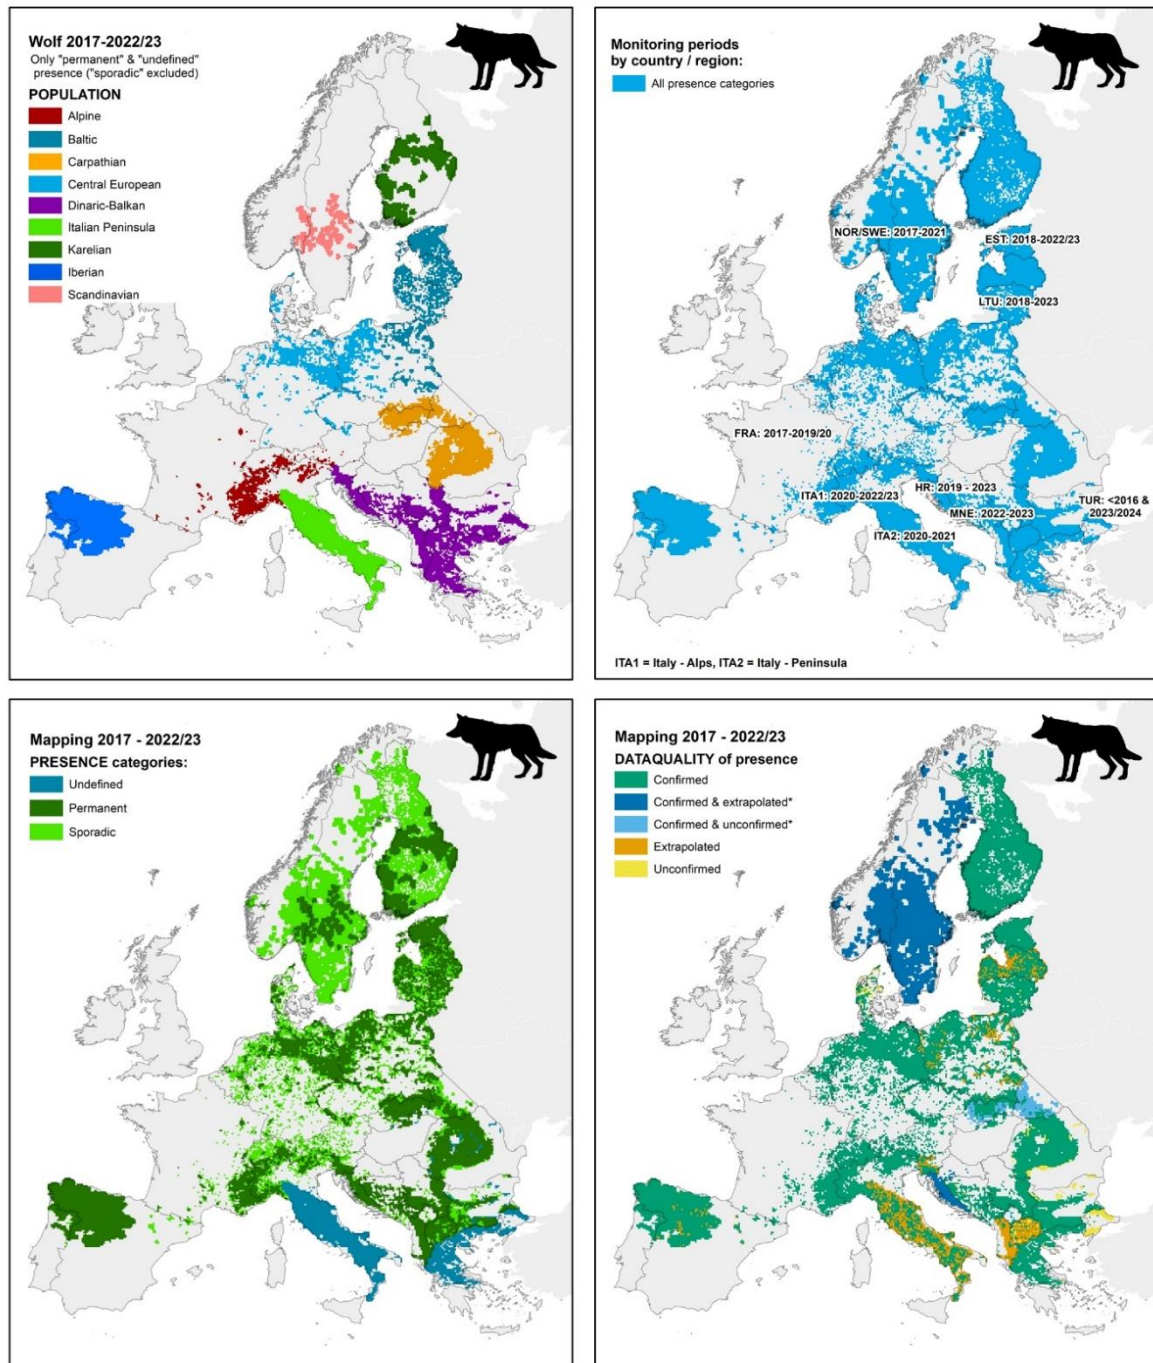 Wolf 2017-2022/23
Only "permanent" & "undefined"
presence ("sporadic" excluded)
POPULATION
Alpine
Baltic
Carpathian
Central European
Dinaric-Balkan
Italian Peninsula
Karelian
Iberian
Scandinavian
Monitoring periods
by country / region:
All presence categories
NOR/SWE: 2017-2021
EST: 2018-2022/23
LTU: 2018-2023
FRA: 2017-2019/20
ITA1: 2020-2022/23
HR: 2019 - 2023
MNE: 2022-2023
TUR: <2016 &
2023/2024
ITA2: 2020-2021
ITA1 = Italy - Alps, ITA2 = Italy - Peninsula
Mapping 2017 - 2022/23
PRESENCE categories:
Undefined
Permanent
Sporadic
Mapping 2017 - 2022/23
DATAQUALITY of presence
Confirmed
Confirmed & extrapolated*
Confirmed & unconfirmed*
Extrapolated
Unconfirmed